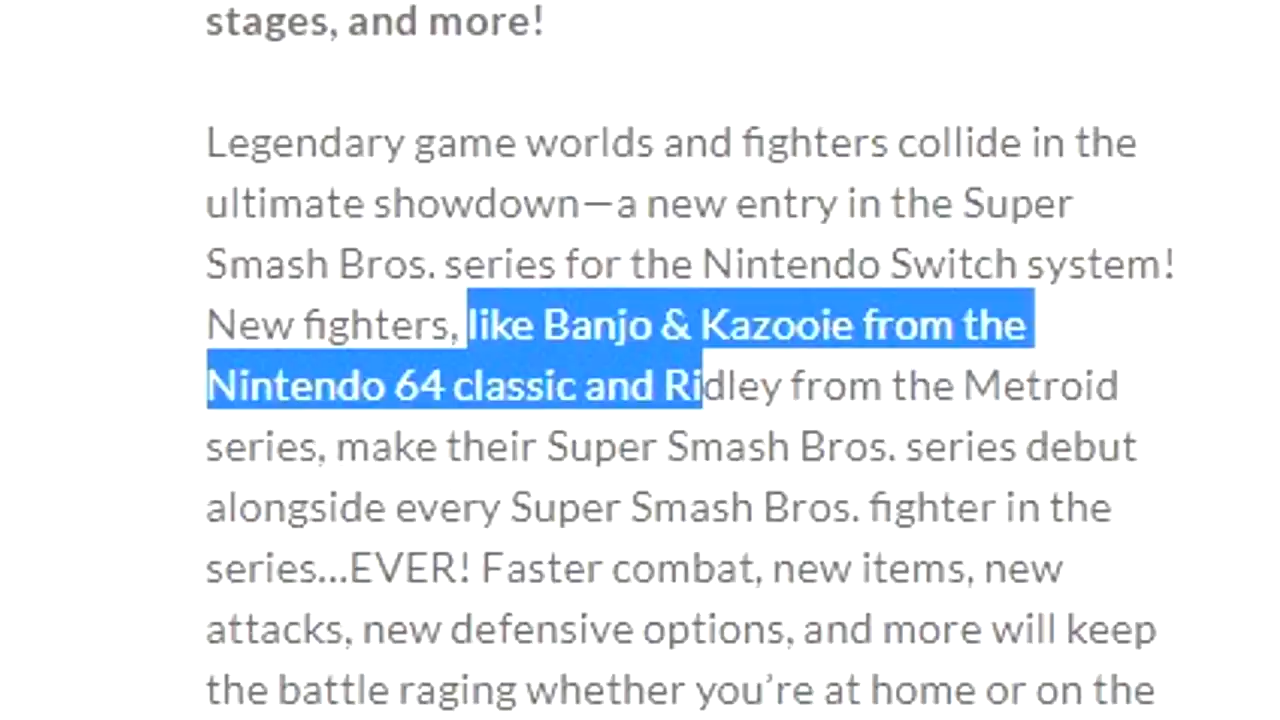 stages, and more!
Legendary game worlds and fighters collide in the
ultimate showdown—a new entry in the Super
Smash Bros. series for the Nintendo Switch system!
New fighters, like Banjo & Kazooie from the
Nintendo 64 classic and Ridley from the Metroid
series, make their Super Smash Bros. series debut
alongside every Super Smash Bros. fighter in the
series...EVER! Faster combat, new items, new
attacks, new defensive options, and more will keep
the battle raging whether you’re at home or on the